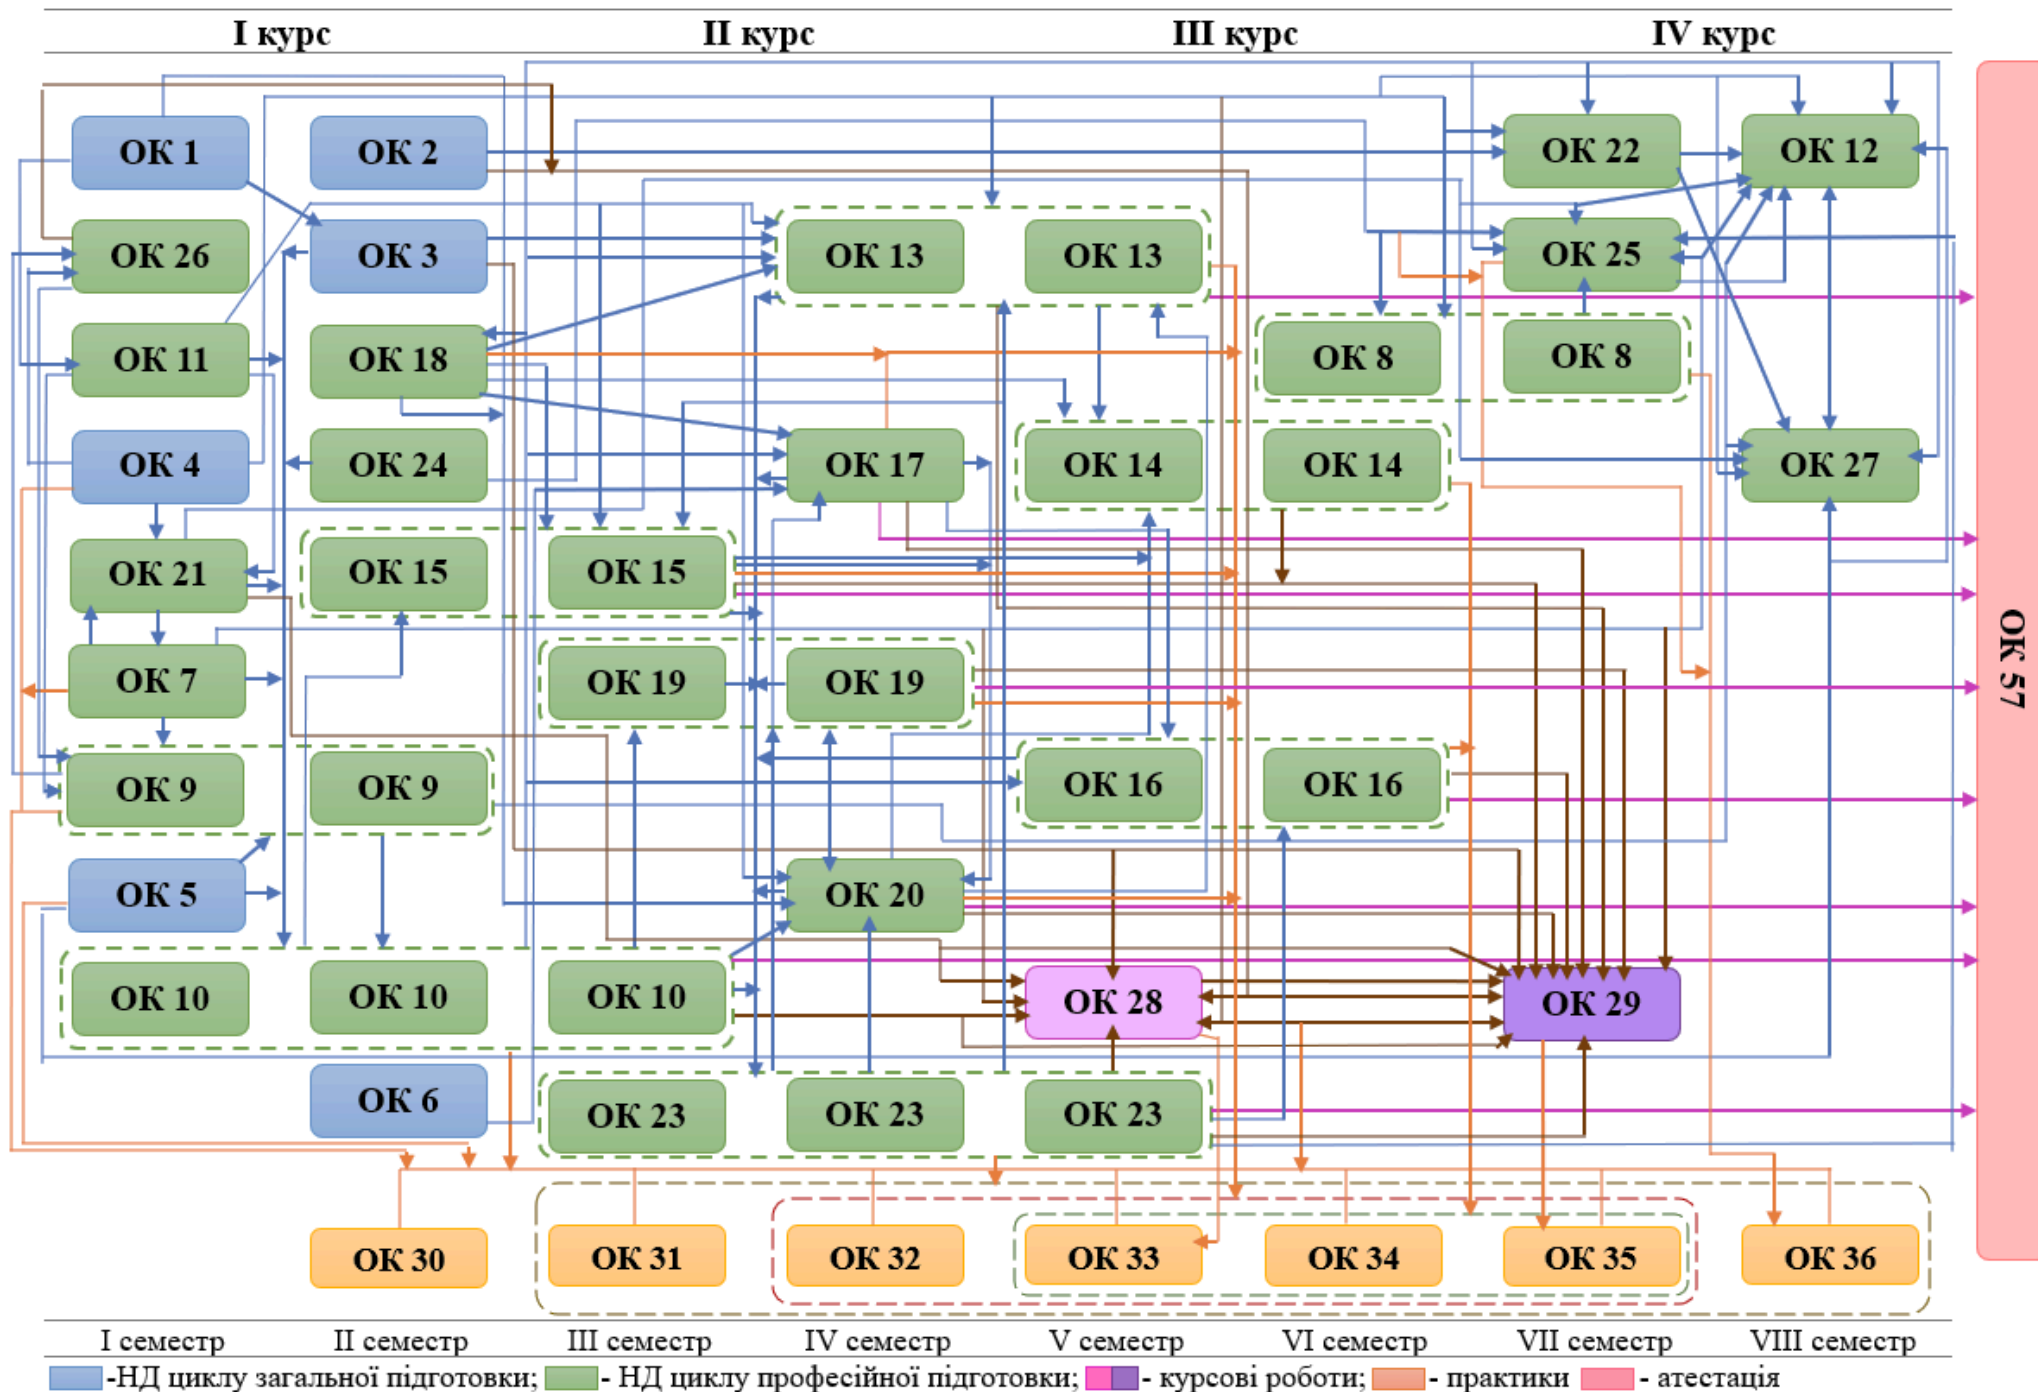 I курс II курс III курс IV курс
ОК 1 ОК 2 ОК 22 ОК 12
ОК 26 ОК 3 ОК 13 ОК 13 ОК 25
ОК 11 ОК 18 ОК 8 ОК 8
ОК 4 ОК 24 ОК 17 ОК 14 ОК 14 ОК 27
ОК 21 ОК 15 ОК 15
ОК 57
ОК 7 ОК 19 ОК 19
ОК 9 ОК 9 ОК 16 ОК 16
ОК 5 ОК 20
ОК 10 ОК 10 ОК 10 ОК 28 ОК 29
ОК 6 ОК 23 ОК 23 ОК 23
ОК 30 ОК 31 ОК 32 ОК 33 ОК 34 ОК 35 ОК 36
I семестр II семестр III семестр IV семестр V семестр VI семестр VII семестр VIII семестр
-НД циклу загальної підготовки; - НД циклу професійної підготовки; - курсові роботи; - практики - атестація